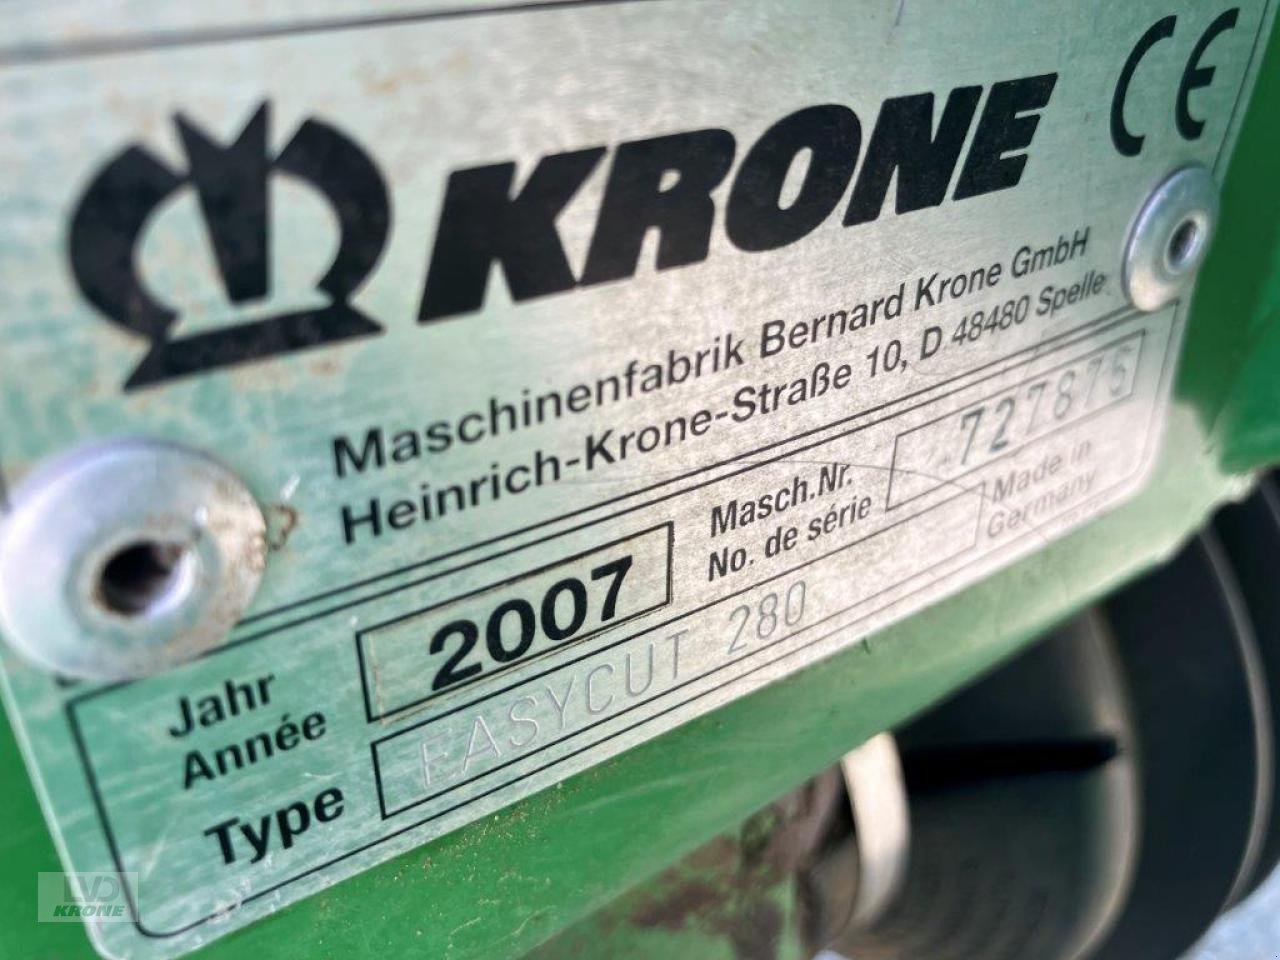 KRONE CE
Maschinenfabrik Bernard Krone GmbH
Heinrich-Krone-Straße 10, D 48480 Spelle
Jahr
Année
2007
Masch.Nr.
No. de série
727876
Type
EASYCUT 280
Made in
Germany
LVD
KRONE